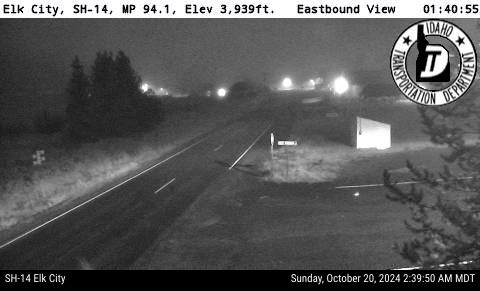 Elk City, SH-14, MP 94.1, Elev 3,939ft. Eastbound View 01:40:55
IDAHO
TRANSPORTATION DEPARTMENT
SH-14 Elk City Sunday, October 20, 2024 2:39:50 AM MDT